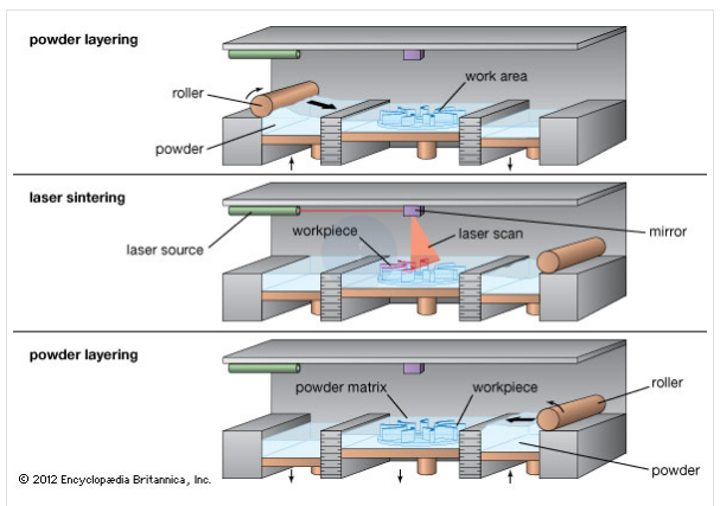 powder layering
work area
roller
powder
laser sintering
workpiece
laser scan
mirror
laser source
powder layering
powder matrix
workpiece
roller
powder
© 2012 Encyclopædia Britannica, Inc.